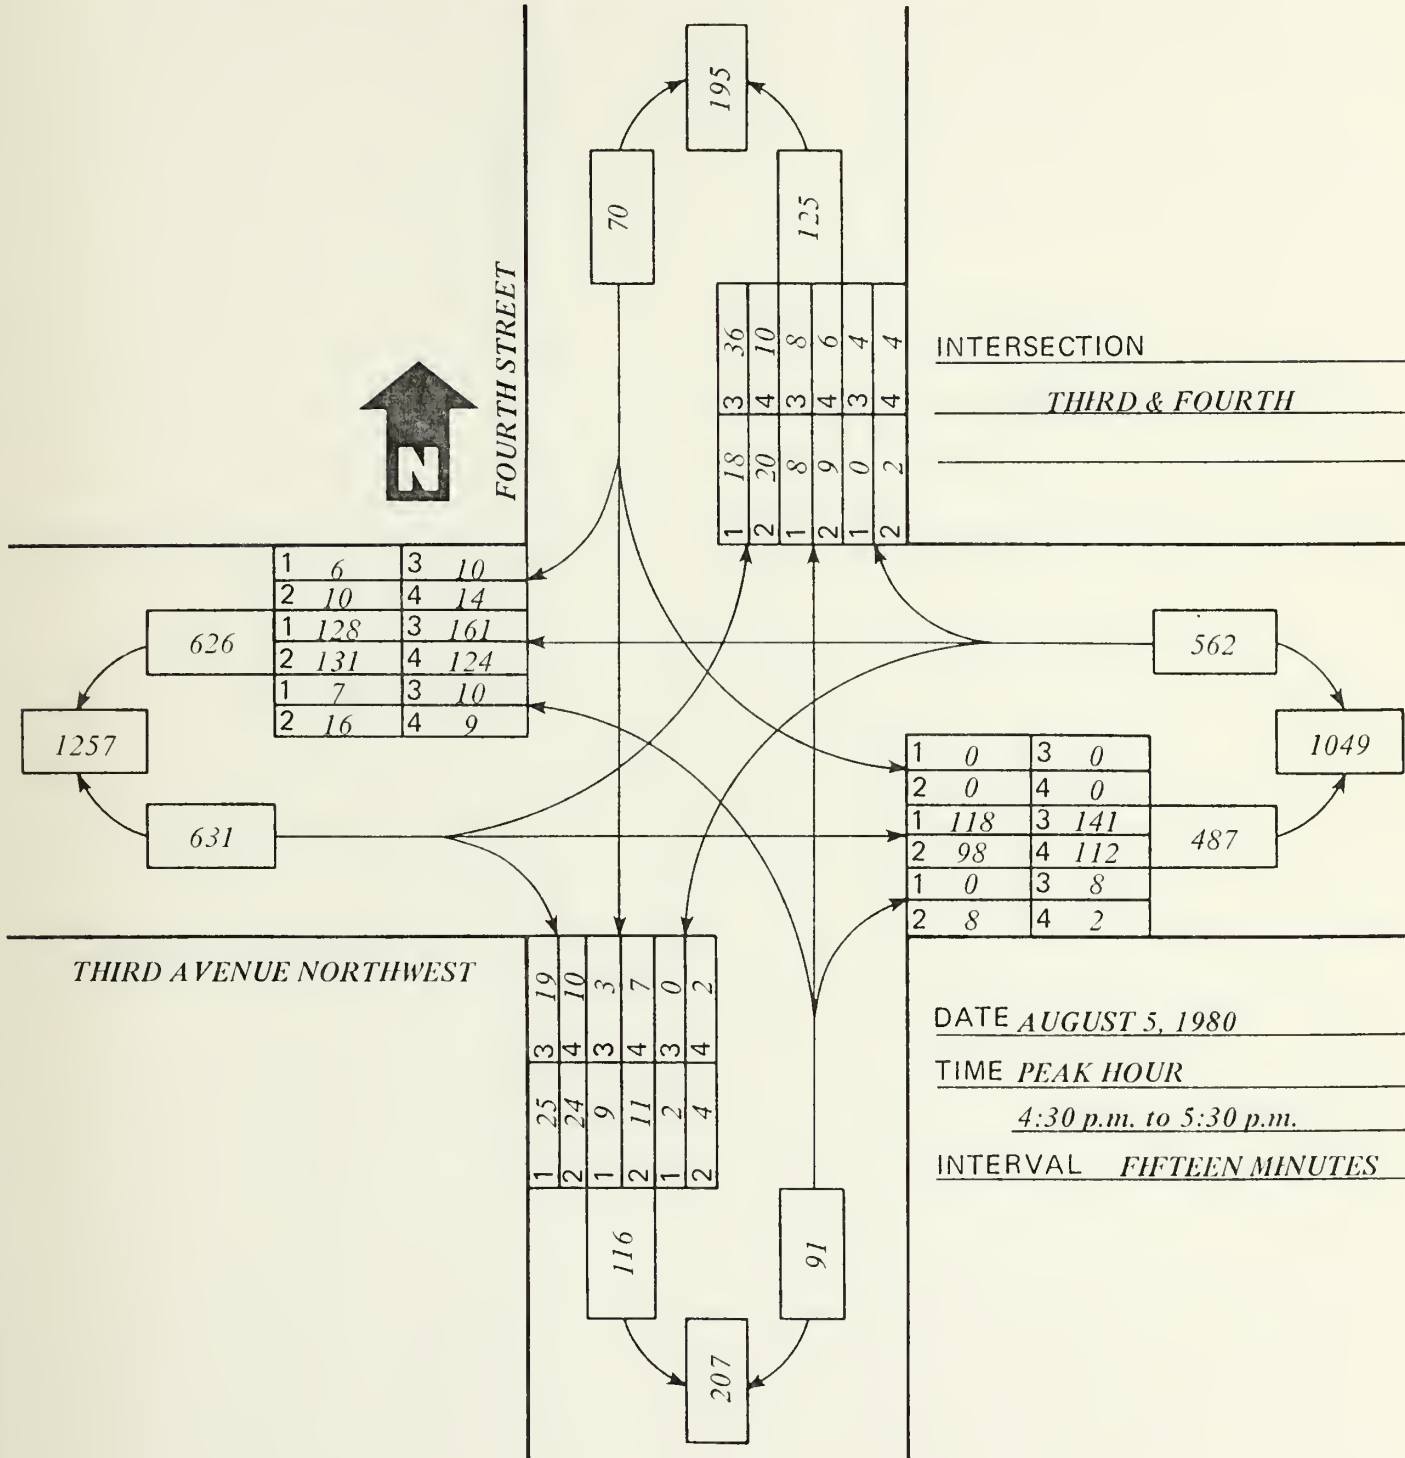 195
70
125
FOURTH STREET
N
1 18 3 36
2 20 4 10
1 8 3 8
2 9 4 6
1 0 3 4
2 2 4 4
INTERSECTION
THIRD & FOURTH
1 6 3 10
2 10 4 14
1 128 3 161
2 131 4 124
1 7 3 10
2 16 4 9
626
1257
631
562
1049
487
1 0 3 0
2 0 4 0
1 118 3 141
2 98 4 112
1 0 3 8
2 8 4 2
THIRD AVENUE NORTHWEST
1 25 3 19
2 24 4 10
1 9 3 3
2 11 4 7
1 2 3 0
2 4 4 2
116
91
207
DATE AUGUST 5, 1980
TIME PEAK HOUR
4:30 p.m. to 5:30 p.m.
INTERVAL FIFTEEN MINUTES